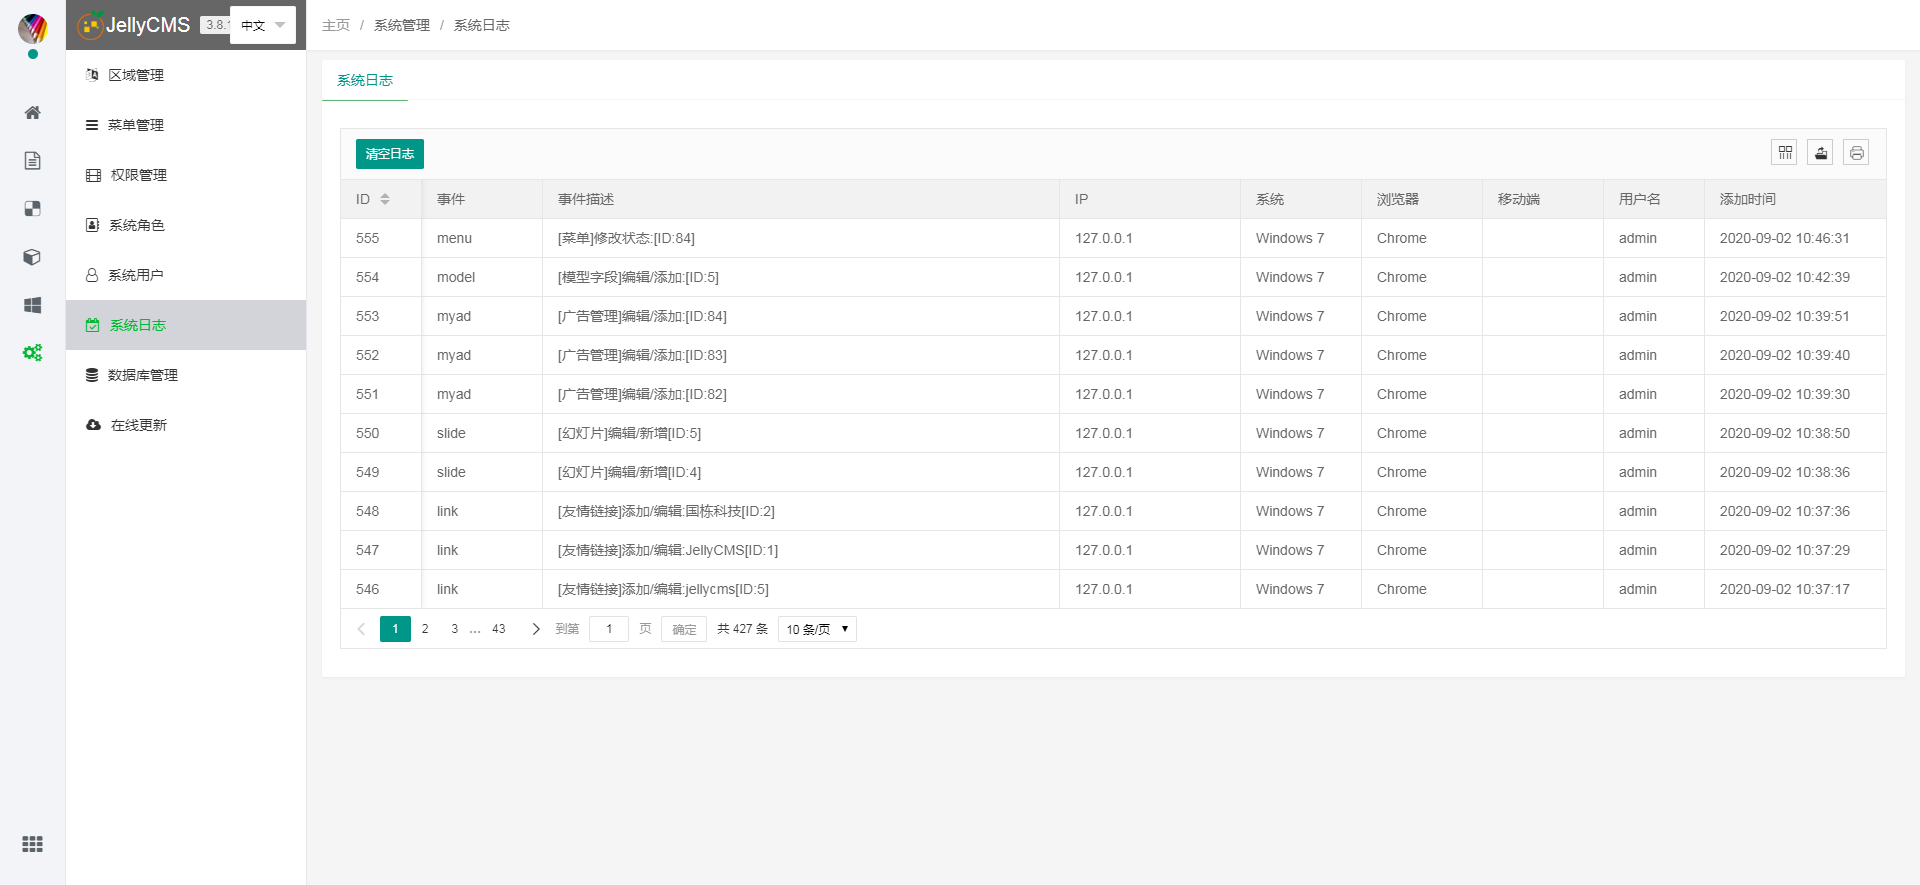 JellyCMS 3.8. 中文
主页 / 系统管理 / 系统日志
区域管理
菜单管理
权限管理
系统角色
系统用户
系统日志
数据库管理
在线更新
系统日志
清空日志
ID 事件 事件描述 IP 系统 浏览器 移动端 用户名 添加时间
555 menu [菜单]修改状态:[ID:84] 127.0.0.1 Windows 7 Chrome admin 2020-09-02 10:46:31
554 model [模型字段]编辑/添加:[ID:5] 127.0.0.1 Windows 7 Chrome admin 2020-09-02 10:42:39
553 myad [广告管理]编辑/添加:[ID:84] 127.0.0.1 Windows 7 Chrome admin 2020-09-02 10:39:51
552 myad [广告管理]编辑/添加:[ID:83] 127.0.0.1 Windows 7 Chrome admin 2020-09-02 10:39:40
551 myad [广告管理]编辑/添加:[ID:82] 127.0.0.1 Windows 7 Chrome admin 2020-09-02 10:39:30
550 slide [幻灯片]编辑/新增[ID:5] 127.0.0.1 Windows 7 Chrome admin 2020-09-02 10:38:50
549 slide [幻灯片]编辑/新增[ID:4] 127.0.0.1 Windows 7 Chrome admin 2020-09-02 10:38:36
548 link [友情链接]添加/编辑:国栋科技[ID:2] 127.0.0.1 Windows 7 Chrome admin 2020-09-02 10:37:36
547 link [友情链接]添加/编辑:JellyCMS[ID:1] 127.0.0.1 Windows 7 Chrome admin 2020-09-02 10:37:29
546 link [友情链接]添加/编辑:jellycms[ID:5] 127.0.0.1 Windows 7 Chrome admin 2020-09-02 10:37:17
1 2 3 … 43 到第 1 页 确定 共 427 条 10 条/页